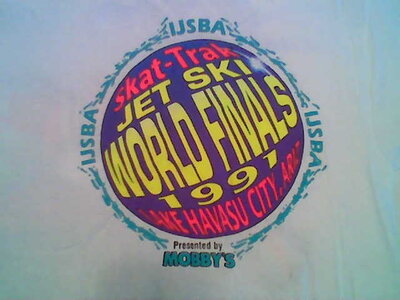 IJSBA
Skat-Trak
JET SKI
WORLD FINALS
1991
LAKE HAVASU CITY, ARIZ
IJSBA
IJSBA
Presented by
MOBBY'S